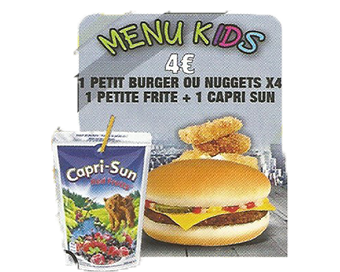 MENU KIDS
4€
1 PETIT BURGER OU NUGGETS X4
1 PETITE FRITE + 1 CAPRI SUN
Capri-Sun